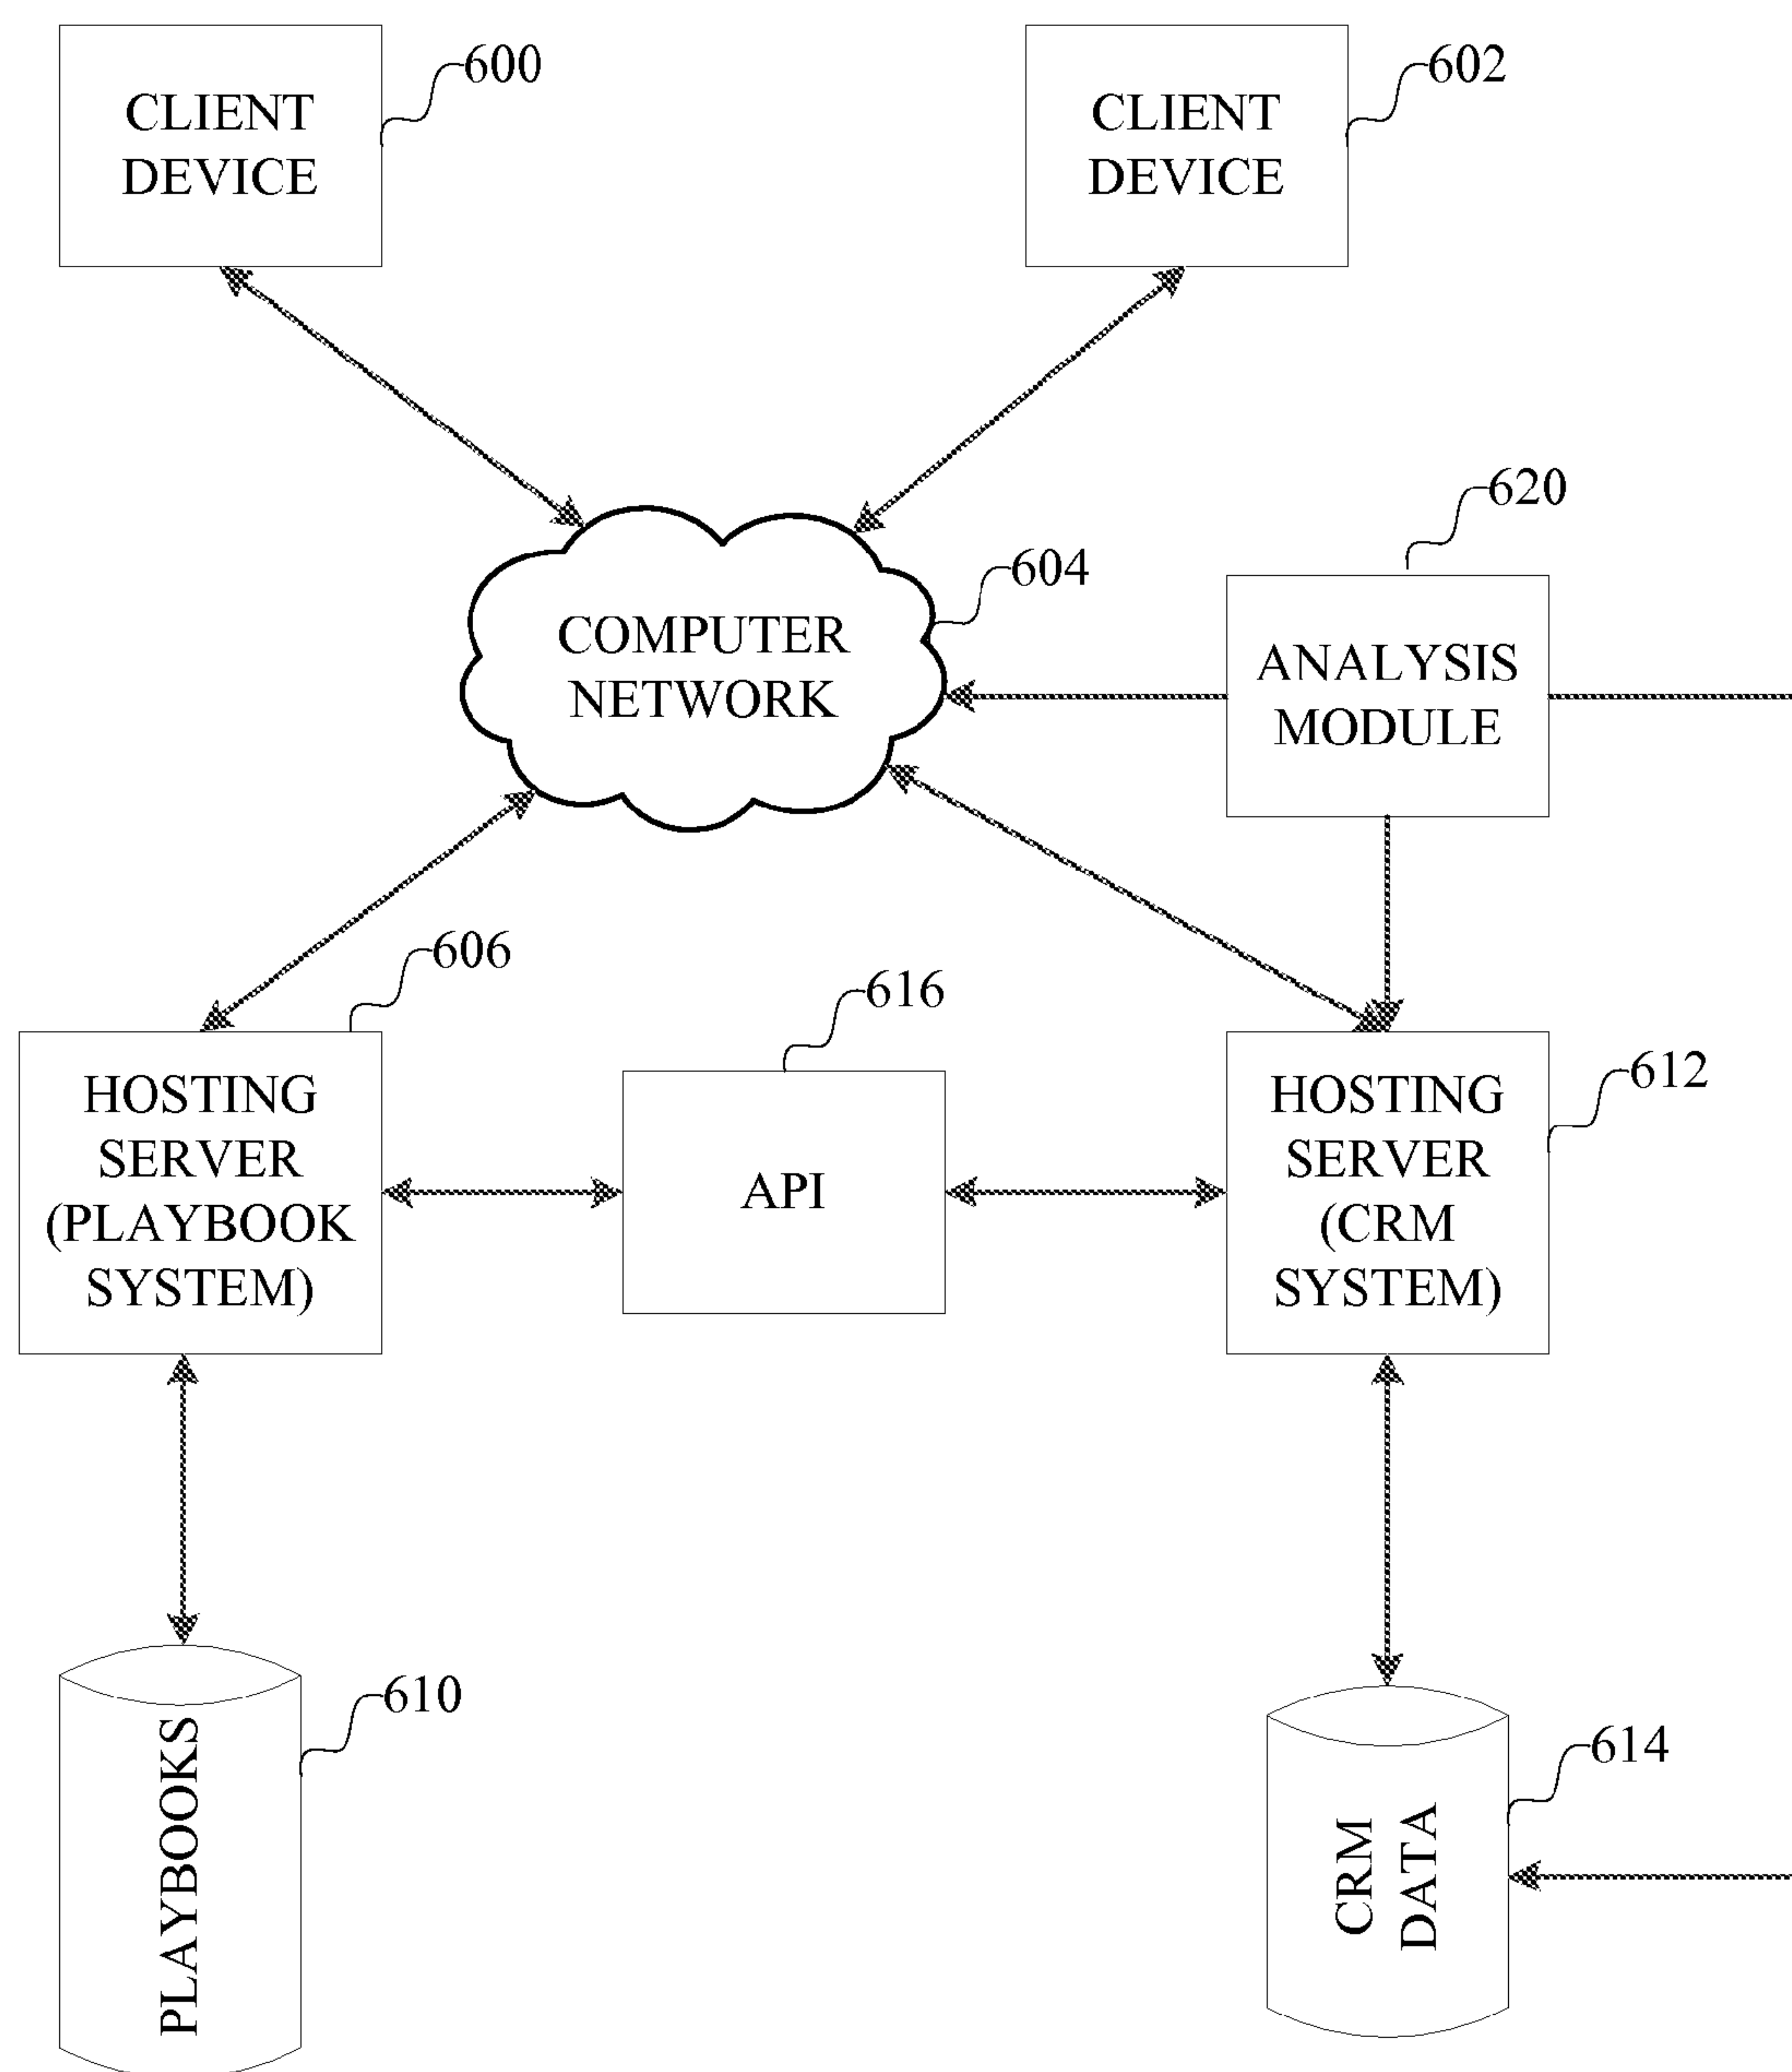 CLIENT
DEVICE
600
CLIENT
DEVICE
602
COMPUTER
NETWORK
604
ANALYSIS
MODULE
620
HOSTING
SERVER
(PLAYBOOK
SYSTEM)
606
API
616
HOSTING
SERVER
(CRM
SYSTEM)
612
PLAYBOOKS
610
CRM
DATA
614